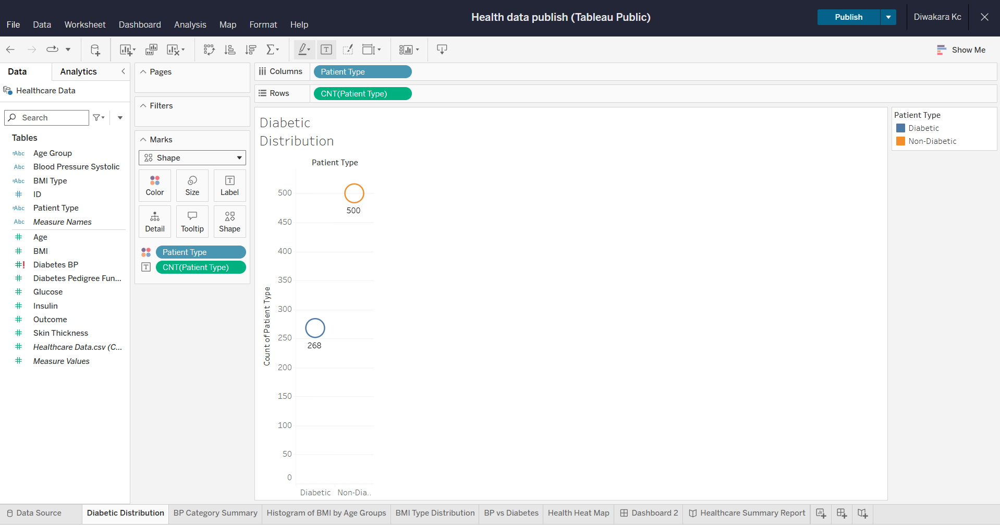 Health data publish (Tableau Public)
Publish
Diwakara Kc
File Data Worksheet Dashboard Analysis Map Format Help
Show Me
Data Analytics
Healthcare Data
Search
Tables
Abc Age Group
Abc Blood Pressure Systolic
Abc BMI Type
ID
Abc Patient Type
Abc Measure Names
Age
BMI
Diabetes BP
Diabetes Pedigree Fun...
Glucose
Insulin
Outcome
Skin Thickness
Healthcare Data.csv (C...
Measure Values
Pages
Filters
Marks
Shape
Color Size Label
Detail Tooltip Shape
Patient Type
CNT(Patient Type)
Columns Patient Type
Rows CNT(Patient Type)
Diabetic
Distribution
Patient Type
Count of Patient Type
500
450
400
350
300
250
200
150
100
50
0
500
268
Diabetic Non-Dia..
Patient Type
Diabetic
Non-Diabetic
Data Source Diabetic Distribution BP Category Summary Histogram of BMI by Age Groups BMI Type Distribution BP vs Diabetes Health Heat Map Dashboard 2 Healthcare Summary Report